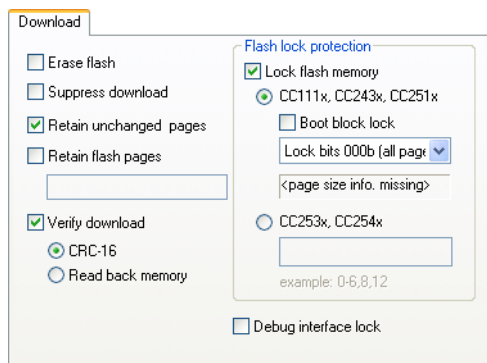 Download
Erase flash
Suppress download
Retain unchanged pages
Retain flash pages
Verify download
CRC-16
Read back memory
Flash lock protection
Lock flash memory
CC111x, CC243x, CC251x
Boot block lock
Lock bits 000b (all page
<page size info. missing>
CC253x, CC254x
example: 0-6,8,12
Debug interface lock